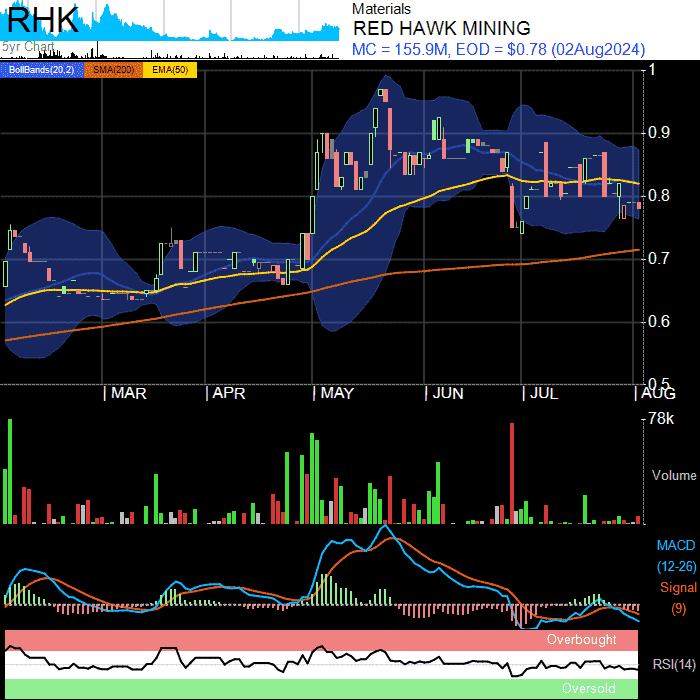 RHK
5yr Chart
Materials
RED HAWK MINING
MC = 155.9M, EOD = $0.78 (02Aug2024)
BollBands(20,2) SMA(200) EMA(50)
1
0.9
0.8
0.7
0.6
0.5
MAR APR MAY JUN JUL AUG
78k
Volume
MACD
(12-26)
Signal
(9)
Overbought
RSI(14)
Oversold